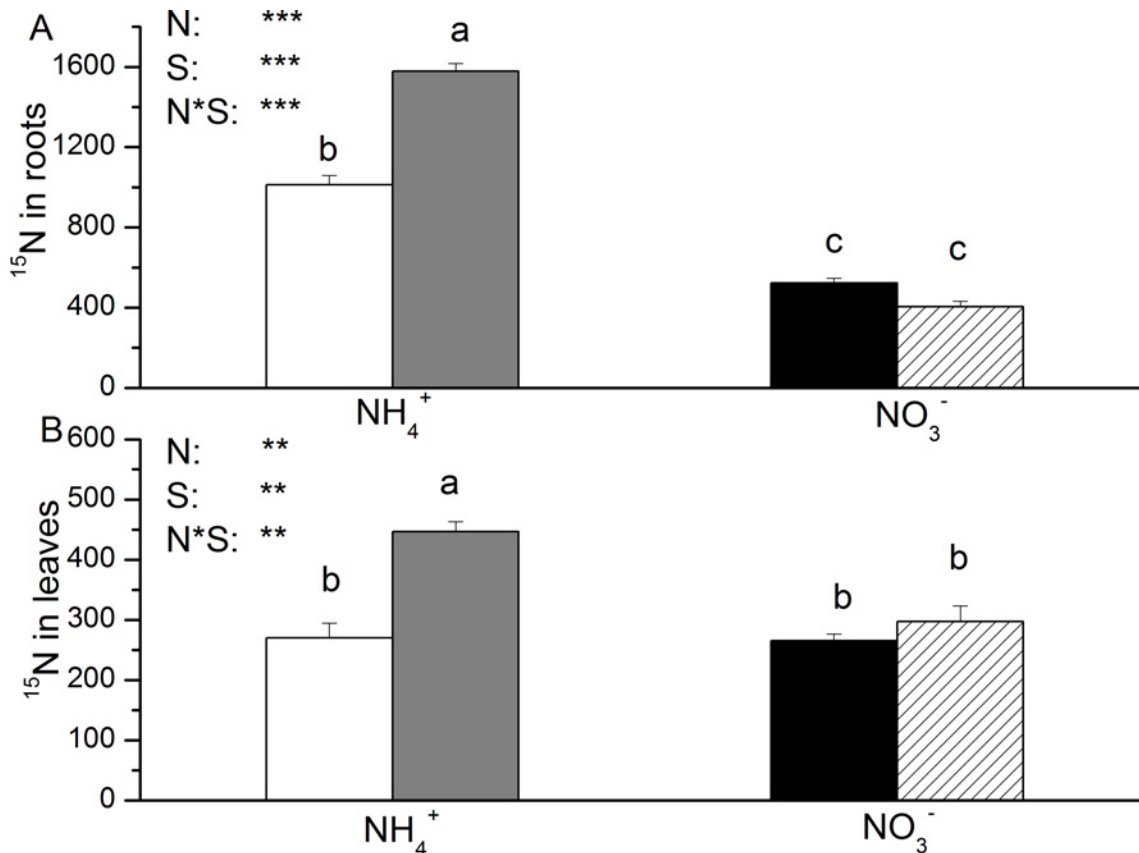 A
N: ***
S: ***
N*S: ***
a
b
c
c
1600
1200
800
400
0
¹⁵N in roots
NH₄⁺
NO₃⁻
B
N: **
S: **
N*S: **
a
b
b
b
600
500
400
300
200
100
0
¹⁵N in leaves
NH₄⁺
NO₃⁻